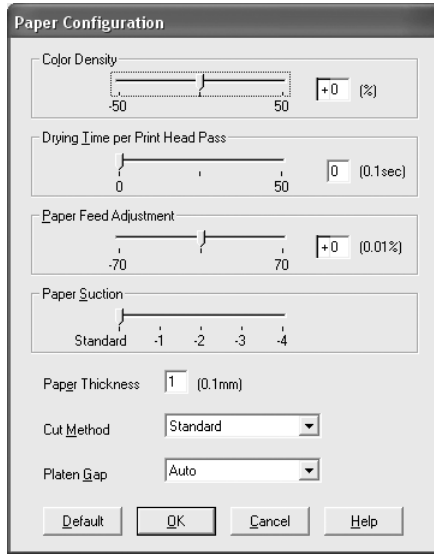 Paper Configuration
Color Density
-50 50 +0 (%)
Drying Time per Print Head Pass
0 50 0 (0.1sec)
Paper Feed Adjustment
-70 70 +0 (0.01%)
Paper Suction
Standard -1 -2 -3 -4
Paper Thickness 1 (0.1mm)
Cut Method Standard
Platen Gap Auto
Default OK Cancel Help